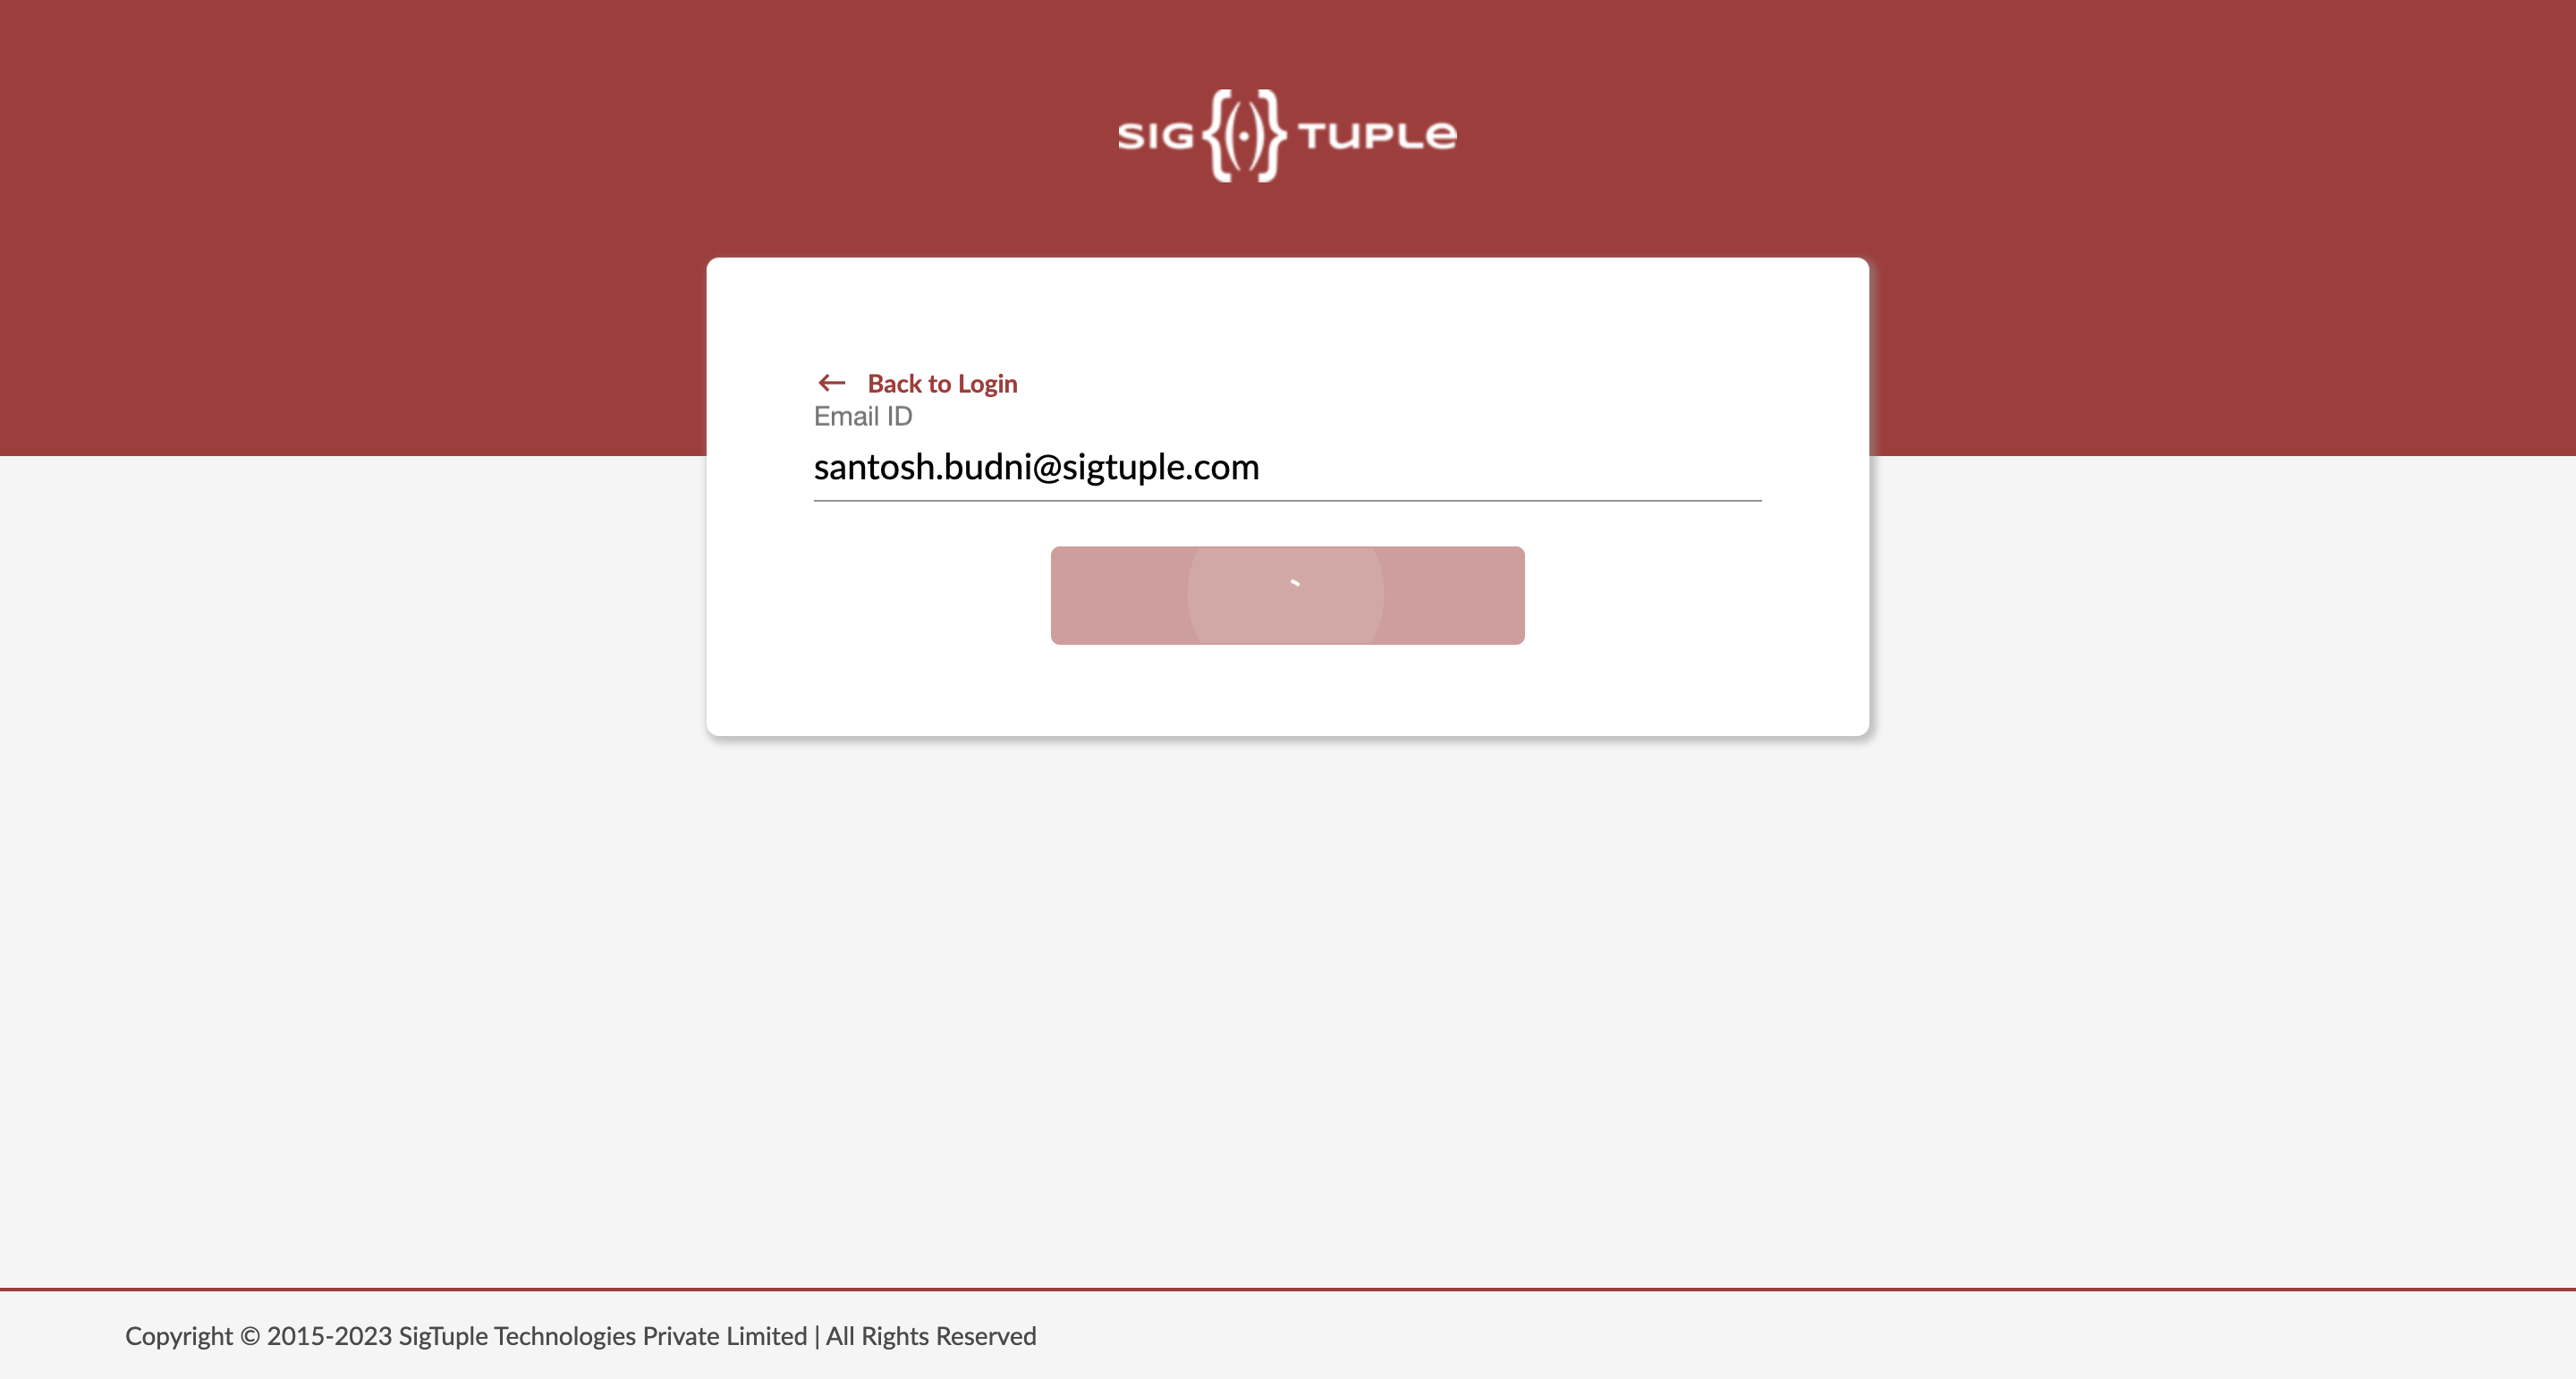 SIG{(·)}TUPLE
Back to Login
Email ID
santosh.budni@sigtuple.com
Copyright © 2015-2023 SigTuple Technologies Private Limited | All Rights Reserved